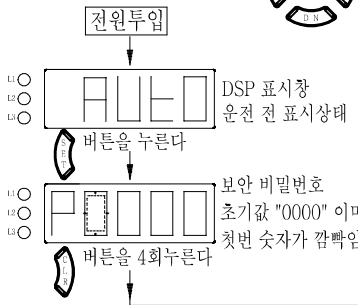 DN
전원투입
L1
L2
L3
AUtO
DSP 표시창
운전 전 표시상태
SET
버튼을 누른다
L1
L2
L3
P0000
보안 비밀번호
초기값 "0000" 이며
첫번 숫자가 깜빡임
CLR
버튼을 4회누른다